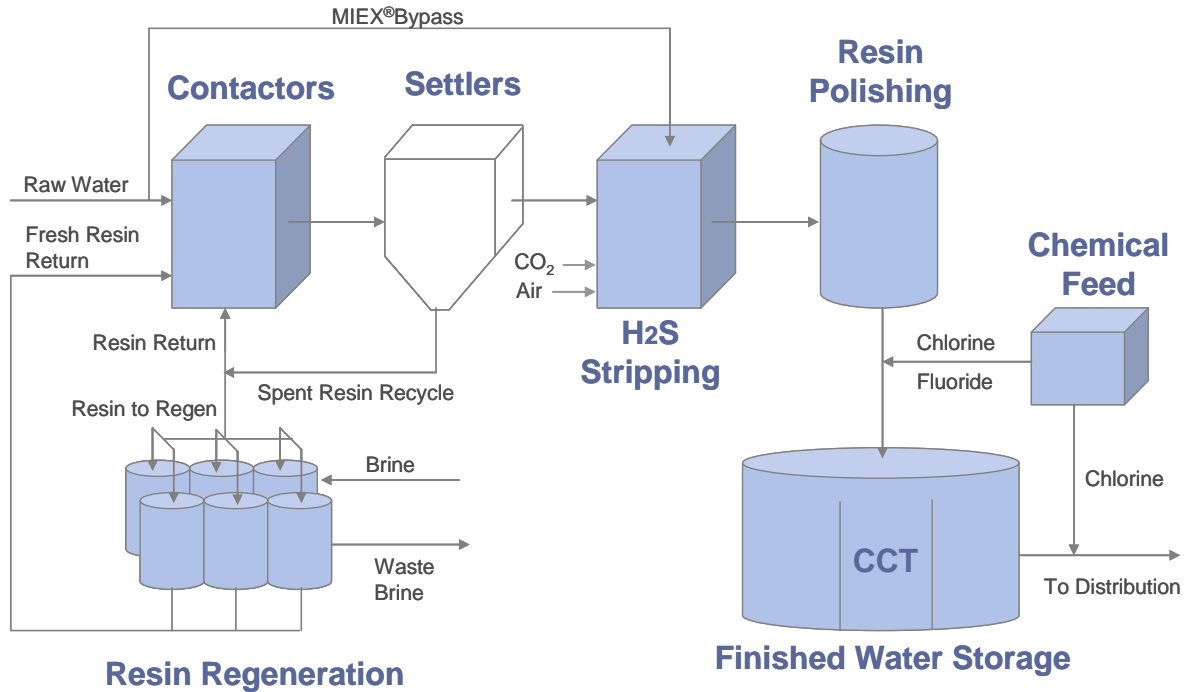 MIEX®Bypass
Contactors
Settlers
Resin
Polishing
Raw Water
Fresh Resin
Return
CO₂
Air
H2S
Stripping
Chemical
Feed
Resin Return
Spent Resin Recycle
Chlorine
Fluoride
Resin to Regen
Brine
Chlorine
Waste
Brine
CCT
To Distribution
Resin Regeneration
Finished Water Storage